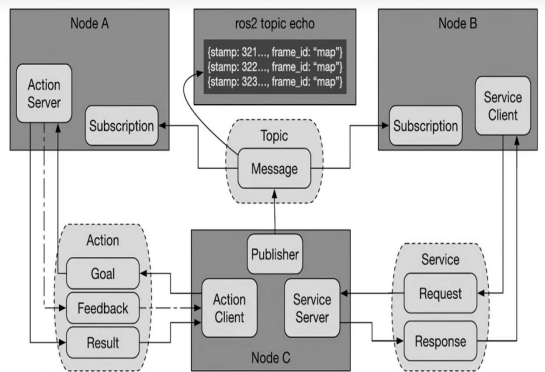 Node A
ros2 topic echo
Node B
{stamp: 321..., frame_id: “map”}
{stamp: 322..., frame_id: “map”}
{stamp: 323..., frame_id: “map”}
Action
Server
Subscription
Subscription
Service
Client
Topic
Message
Action
Goal
Feedback
Result
Publisher
Action
Client
Service
Server
Node C
Service
Request
Response